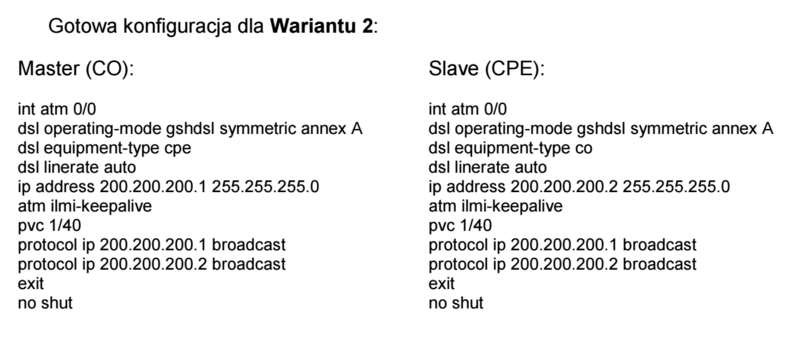 Gotowa konfiguracja dla Wariantu 2:
Master (CO):
int atm 0/0
dsl operating-mode gshdsl symmetric annex A
dsl equipment-type cpe
dsl linerate auto
ip address 200.200.200.1 255.255.255.0
atm ilmi-keepalive
pvc 1/40
protocol ip 200.200.200.1 broadcast
protocol ip 200.200.200.2 broadcast
exit
no shut
Slave (CPE):
int atm 0/0
dsl operating-mode gshdsl symmetric annex A
dsl equipment-type co
dsl linerate auto
ip address 200.200.200.2 255.255.255.0
atm ilmi-keepalive
pvc 1/40
protocol ip 200.200.200.1 broadcast
protocol ip 200.200.200.2 broadcast
exit
no shut